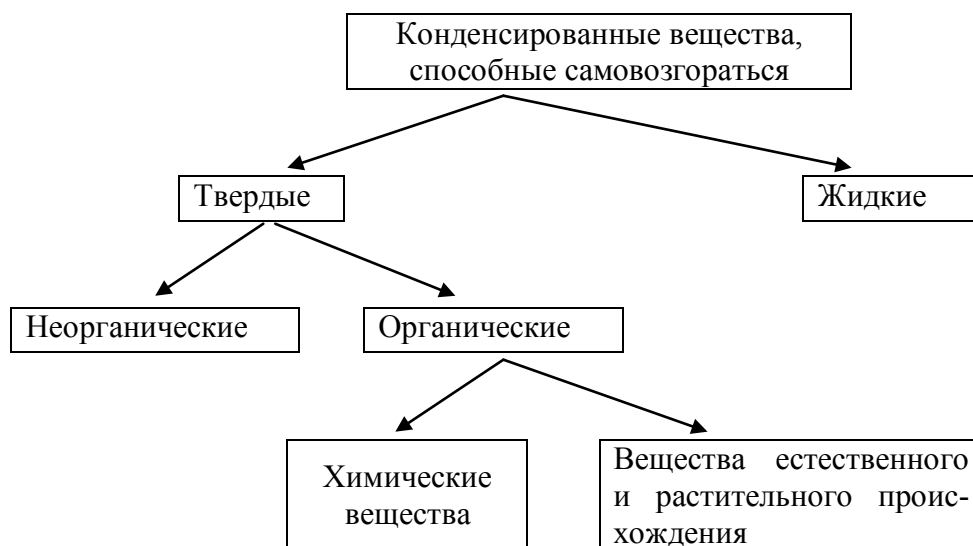 Конденсированные вещества,
способные самовозгораться
Твердые
Жидкие
Неорганические
Органические
Химические
вещества
Вещества естественного
и растительного проис-
хождения